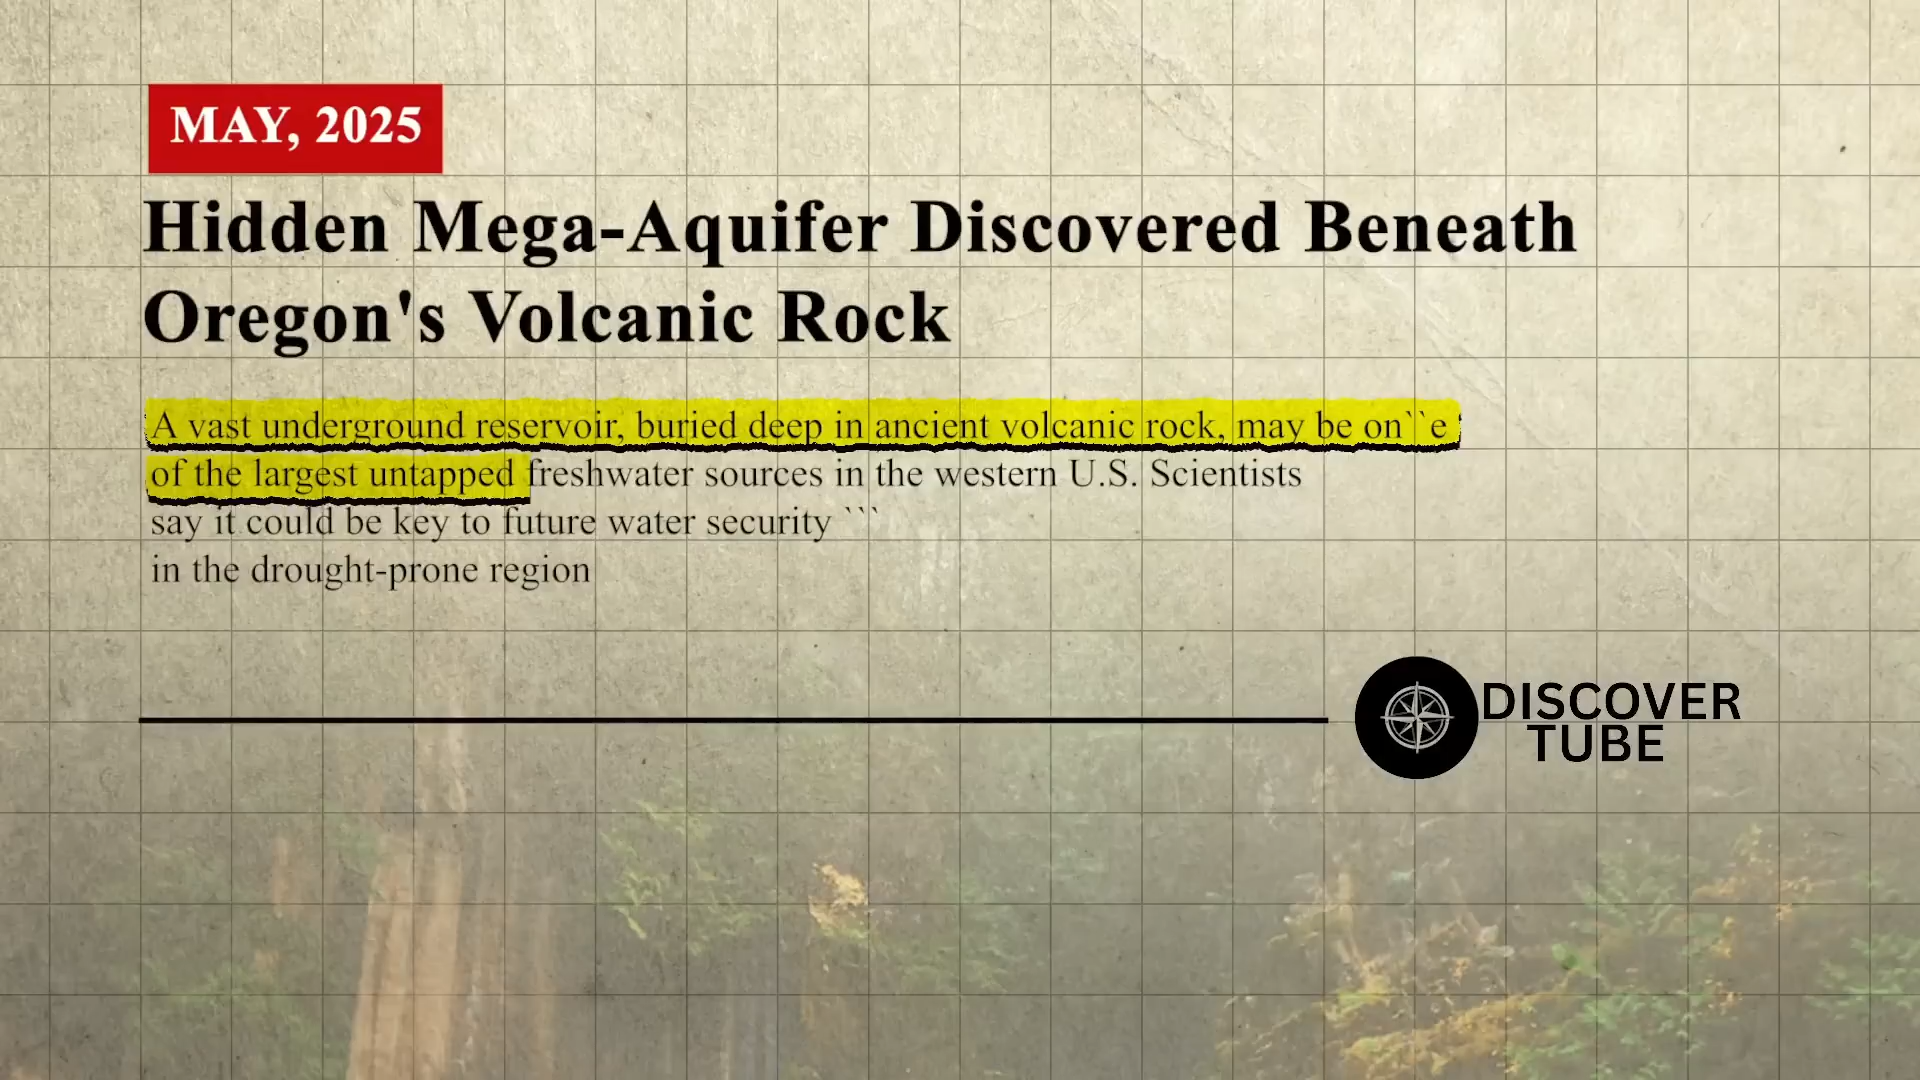 MAY, 2025
Hidden Mega-Aquifer Discovered Beneath
Oregon's Volcanic Rock
A vast underground reservoir, buried deep in ancient volcanic rock, may be on``e
of the largest untapped freshwater sources in the western U.S. Scientists
say it could be key to future water security ```
in the drought-prone region
DISCOVER
TUBE